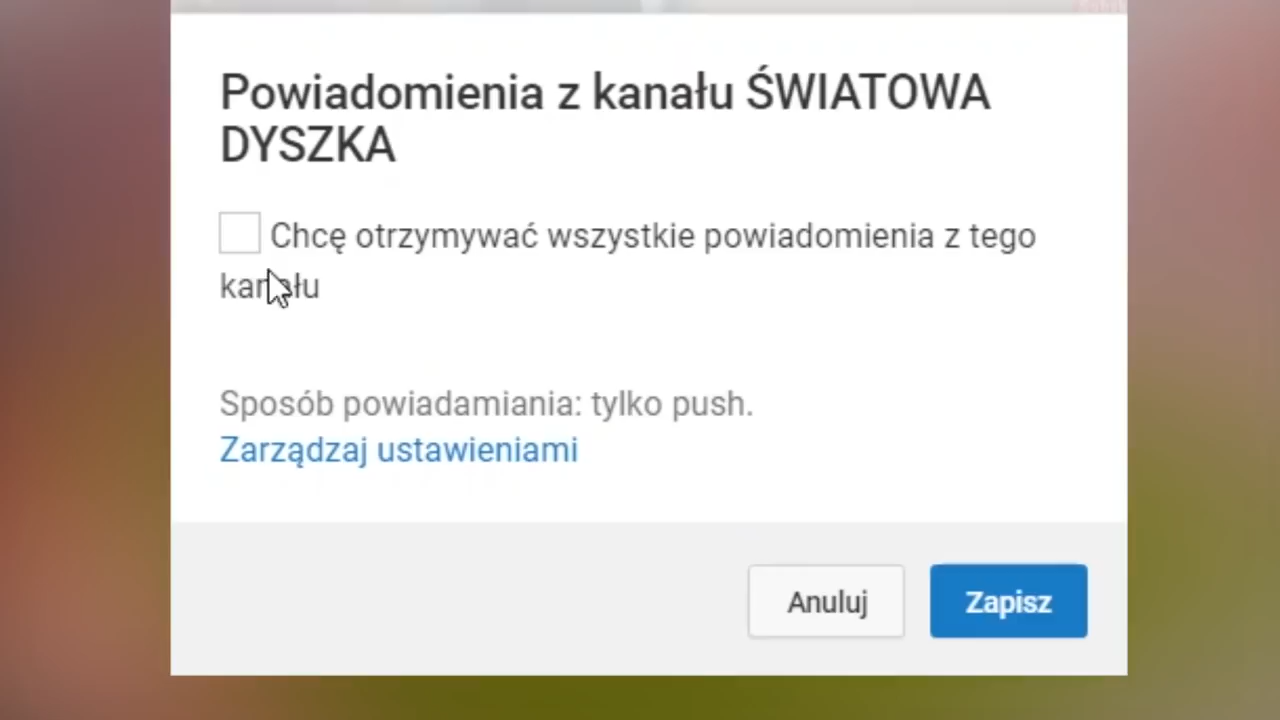 Powiadomienia z kanału ŚWIATOWA
DYSZKA
Chcę otrzymywać wszystkie powiadomienia z tego
kanału
Sposób powiadamiania: tylko push.
Zarządzaj ustawieniami
Anuluj
Zapisz